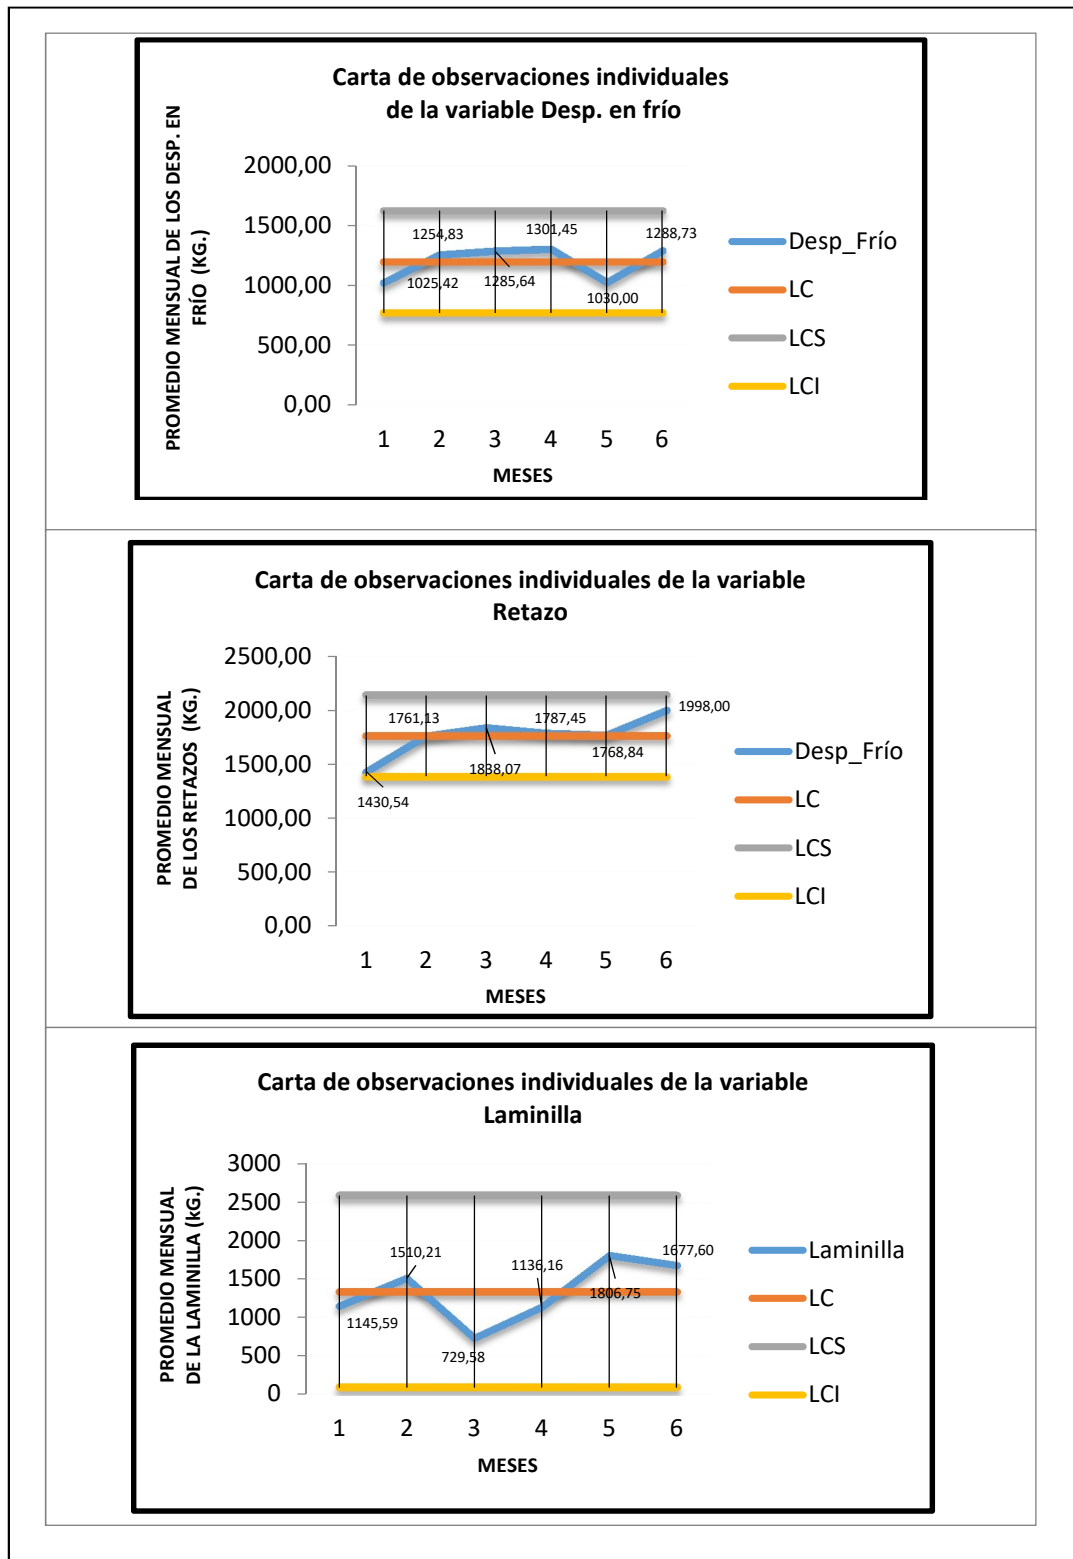 Carta de observaciones individuales
de la variable Desp. en frío
PROMEDIO MENSUAL DE LOS DESP. EN
FRÍO (KG.)
2000,00
1500,00
1000,00
500,00
0,00
1254,83
1301,45
1288,73
1025,42
1285,64
1030,00
1 2 3 4 5 6
MESES
Desp_Frío
LC
LCS
LCI
Carta de observaciones individuales de la variable
Retazo
PROMEDIO MENSUAL
DE LOS RETAZOS (KG.)
2500,00
2000,00
1500,00
1000,00
500,00
0,00
1761,13
1787,45
1998,00
1838,07
1768,84
1430,54
1 2 3 4 5 6
MESES
Desp_Frío
LC
LCS
LCI
Carta de observaciones individuales de la variable
Laminilla
PROMEDIO MENSUAL
DE LA LAMINILLA (kG.)
3000
2500
2000
1500
1000
500
0
1510,21
1136,16
1677,60
1145,59
729,58
1806,75
1 2 3 4 5 6
MESES
Laminilla
LC
LCS
LCI